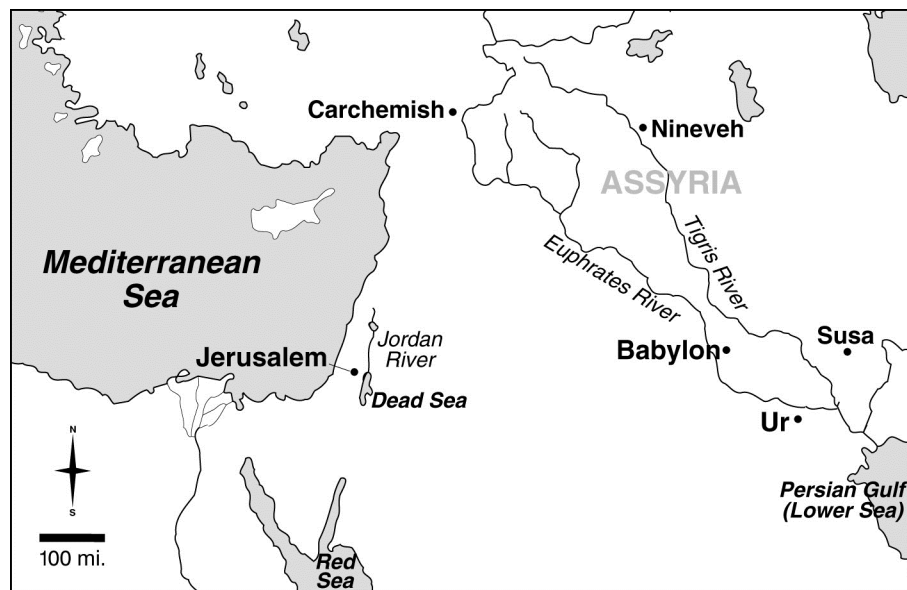 Carchemish
Nineveh
ASSYRIA
Tigris River
Euphrates River
Mediterranean
Sea
Jordan
River
Jerusalem
Dead Sea
Babylon
Susa
Ur
N
S
100 mi.
Red
Sea
Persian Gulf
(Lower Sea)